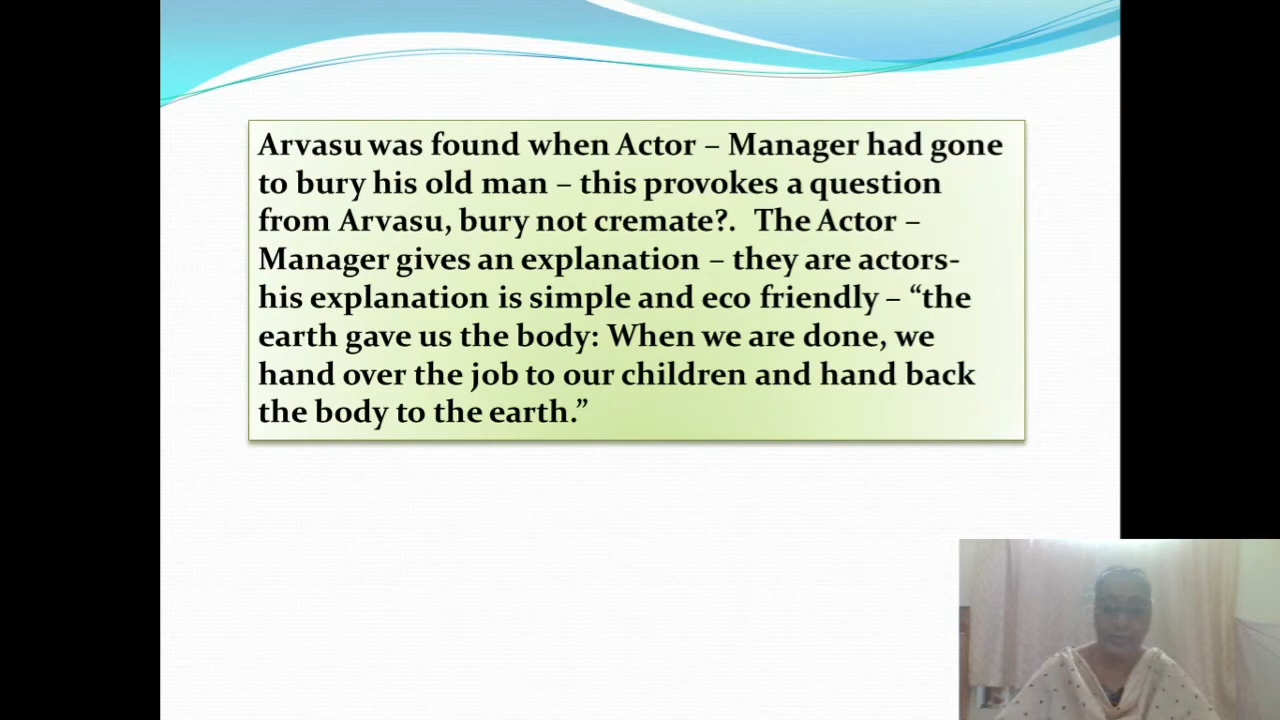 Arvasu was found when Actor – Manager had gone
to bury his old man – this provokes a question
from Arvasu, bury not cremate?. The Actor –
Manager gives an explanation – they are actors-
his explanation is simple and eco friendly – “the
earth gave us the body: When we are done, we
hand over the job to our children and hand back
the body to the earth.”